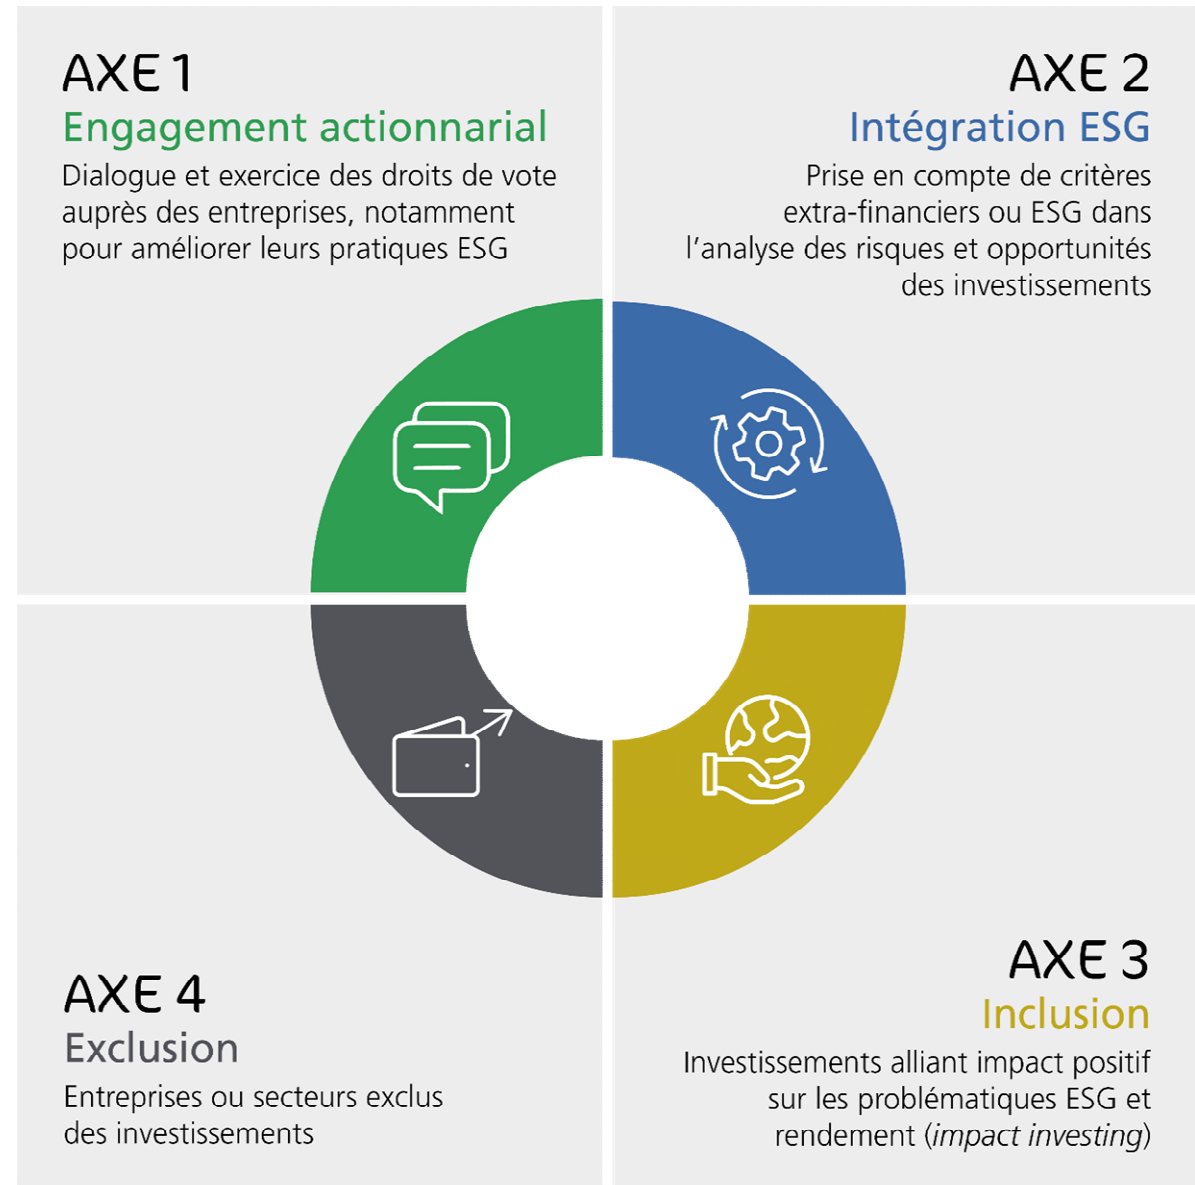 AXE 1
Engagement actionnarial
Dialogue et exercice des droits de vote
auprès des entreprises, notamment
pour améliorer leurs pratiques ESG
AXE 2
Intégration ESG
Prise en compte de critères
extra-financiers ou ESG dans
l’analyse des risques et opportunités
des investissements
AXE 3
Inclusion
Investissements alliant impact positif
sur les problématiques ESG et
rendement (impact investing)
AXE 4
Exclusion
Entreprises ou secteurs exclus
des investissements